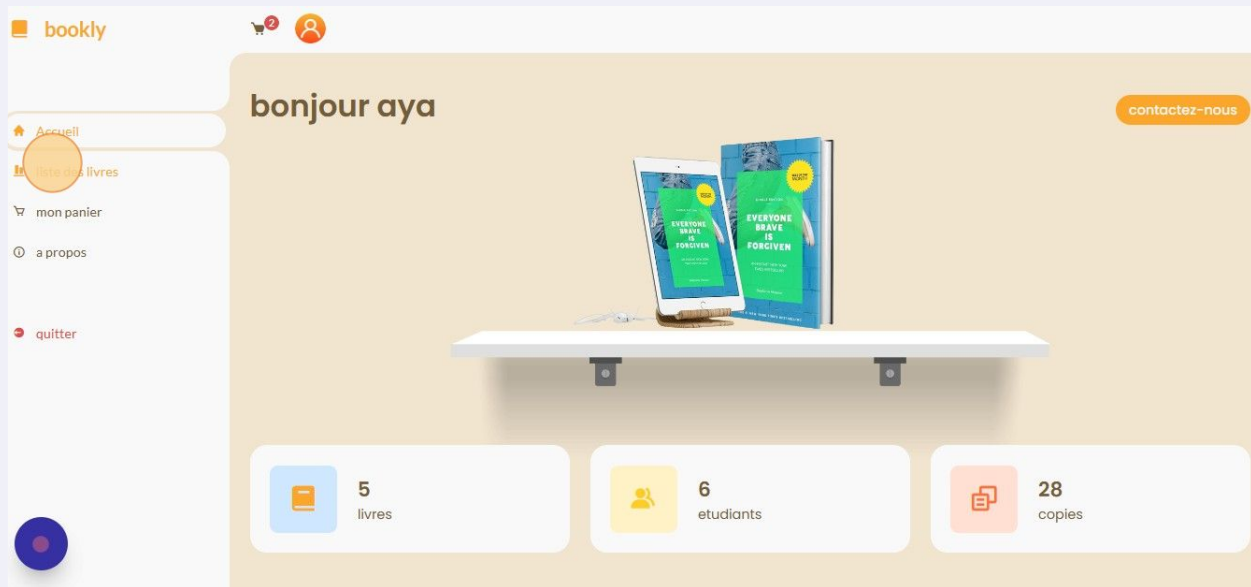 bookly
2
bonjour aya
contactez-nous
Accueil
liste des livres
mon panier
a propos
quitter
EVERYONE
BRAVE
IS
FORGIVEN
EVERYONE
BRAVE
IS
FORGIVEN
5
livres
6
etudiants
28
copies